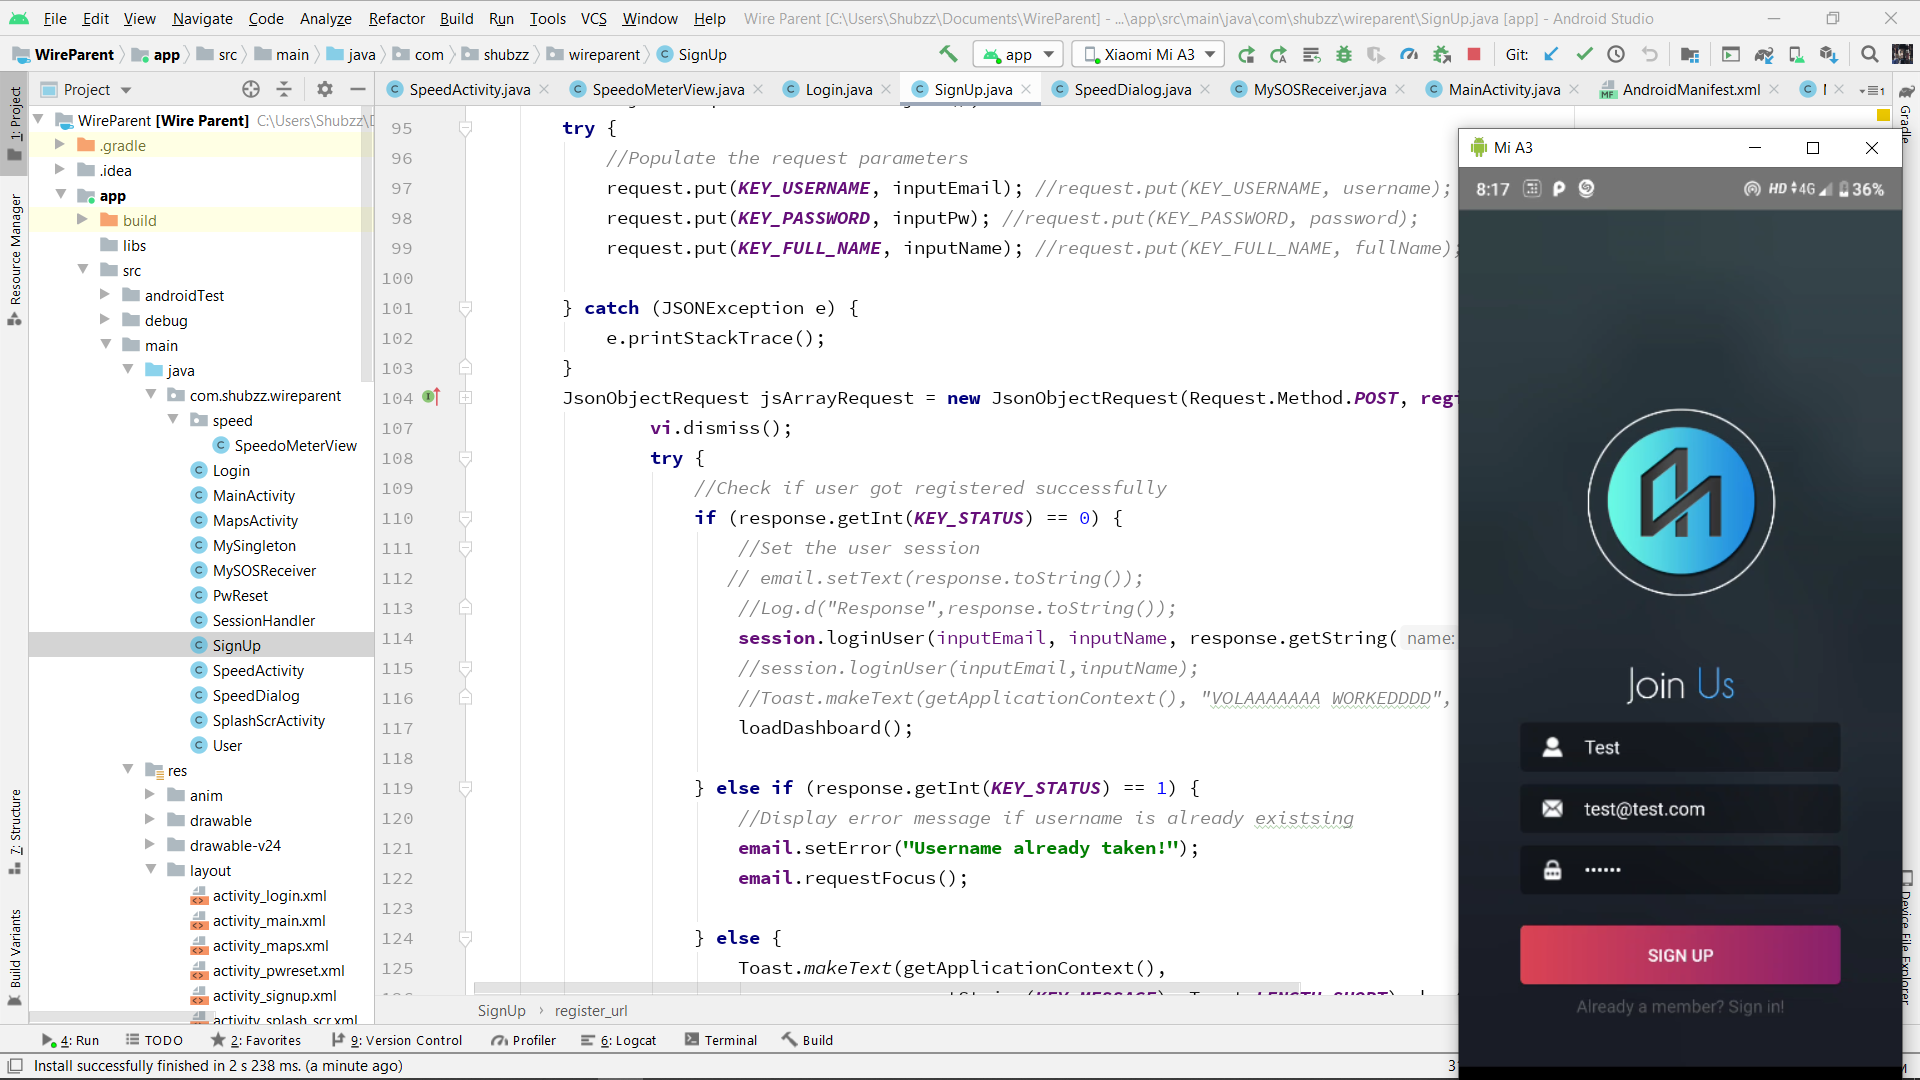 File Edit View Navigate Code Analyze Refactor Build Run Tools VCS Window Help Wire Parent [C:\Users\Shubzz\Documents\WireParent] - ...\app\src\main\java\com\shubzz\wireparent\SignUp.java [app] - Android Studio
WireParent app src main java com shubzz wireparent SignUp app Xiaomi Mi A3 Git:
Project SpeedActivity.java SpeedoMeterView.java Login.java SignUp.java SpeedDialog.java MySOSReceiver.java MainActivity.java AndroidManifest.xml
1: Project
Resource Manager
7: Structure
Build Variants
WireParent [Wire Parent] C:\Users\Shubzz\
.gradle
.idea
app
build
libs
src
androidTest
debug
main
java
com.shubzz.wireparent
speed
SpeedoMeterView
Login
MainActivity
MapsActivity
MySingleton
MySOSReceiver
PwReset
SessionHandler
SignUp
SpeedActivity
SpeedDialog
SplashScrActivity
User
res
anim
drawable
drawable-v24
layout
activity_login.xml
activity_main.xml
activity_maps.xml
activity_pwreset.xml
activity_signup.xml
activity_splash_scr.xml
95 try {
96 //Populate the request parameters
97 request.put(KEY_USERNAME, inputEmail); //request.put(KEY_USERNAME, username);
98 request.put(KEY_PASSWORD, inputPw); //request.put(KEY_PASSWORD, password);
99 request.put(KEY_FULL_NAME, inputName); //request.put(KEY_FULL_NAME, fullName);
100
101 } catch (JSONException e) {
102 e.printStackTrace();
103 }
104 JsonObjectRequest jsArrayRequest = new JsonObjectRequest(Request.Method.POST, regi
107 vi.dismiss();
108 try {
109 //Check if user got registered successfully
110 if (response.getInt(KEY_STATUS) == 0) {
111 //Set the user session
112 // email.setText(response.toString());
113 //Log.d("Response",response.toString());
114 session.loginUser(inputEmail, inputName, response.getString( name:
115 //session.loginUser(inputEmail,inputName);
116 //Toast.makeText(getApplicationContext(), "VOLAAAAAAA WORKEDDDD",
117 loadDashboard();
118
119 } else if (response.getInt(KEY_STATUS) == 1) {
120 //Display error message if username is already existsing
121 email.setError("Username already taken!");
122 email.requestFocus();
123
124 } else {
125 Toast.makeText(getApplicationContext(),
SignUp register_url
Mi A3
8:17 HD 4G 36%
Join Us
Test
test@test.com
••••••
SIGN UP
Already a member? Sign in!
Gradle
Device File Explorer
4: Run TODO 2: Favorites 9: Version Control Profiler 6: Logcat Terminal Build
Install successfully finished in 2 s 238 ms. (a minute ago)